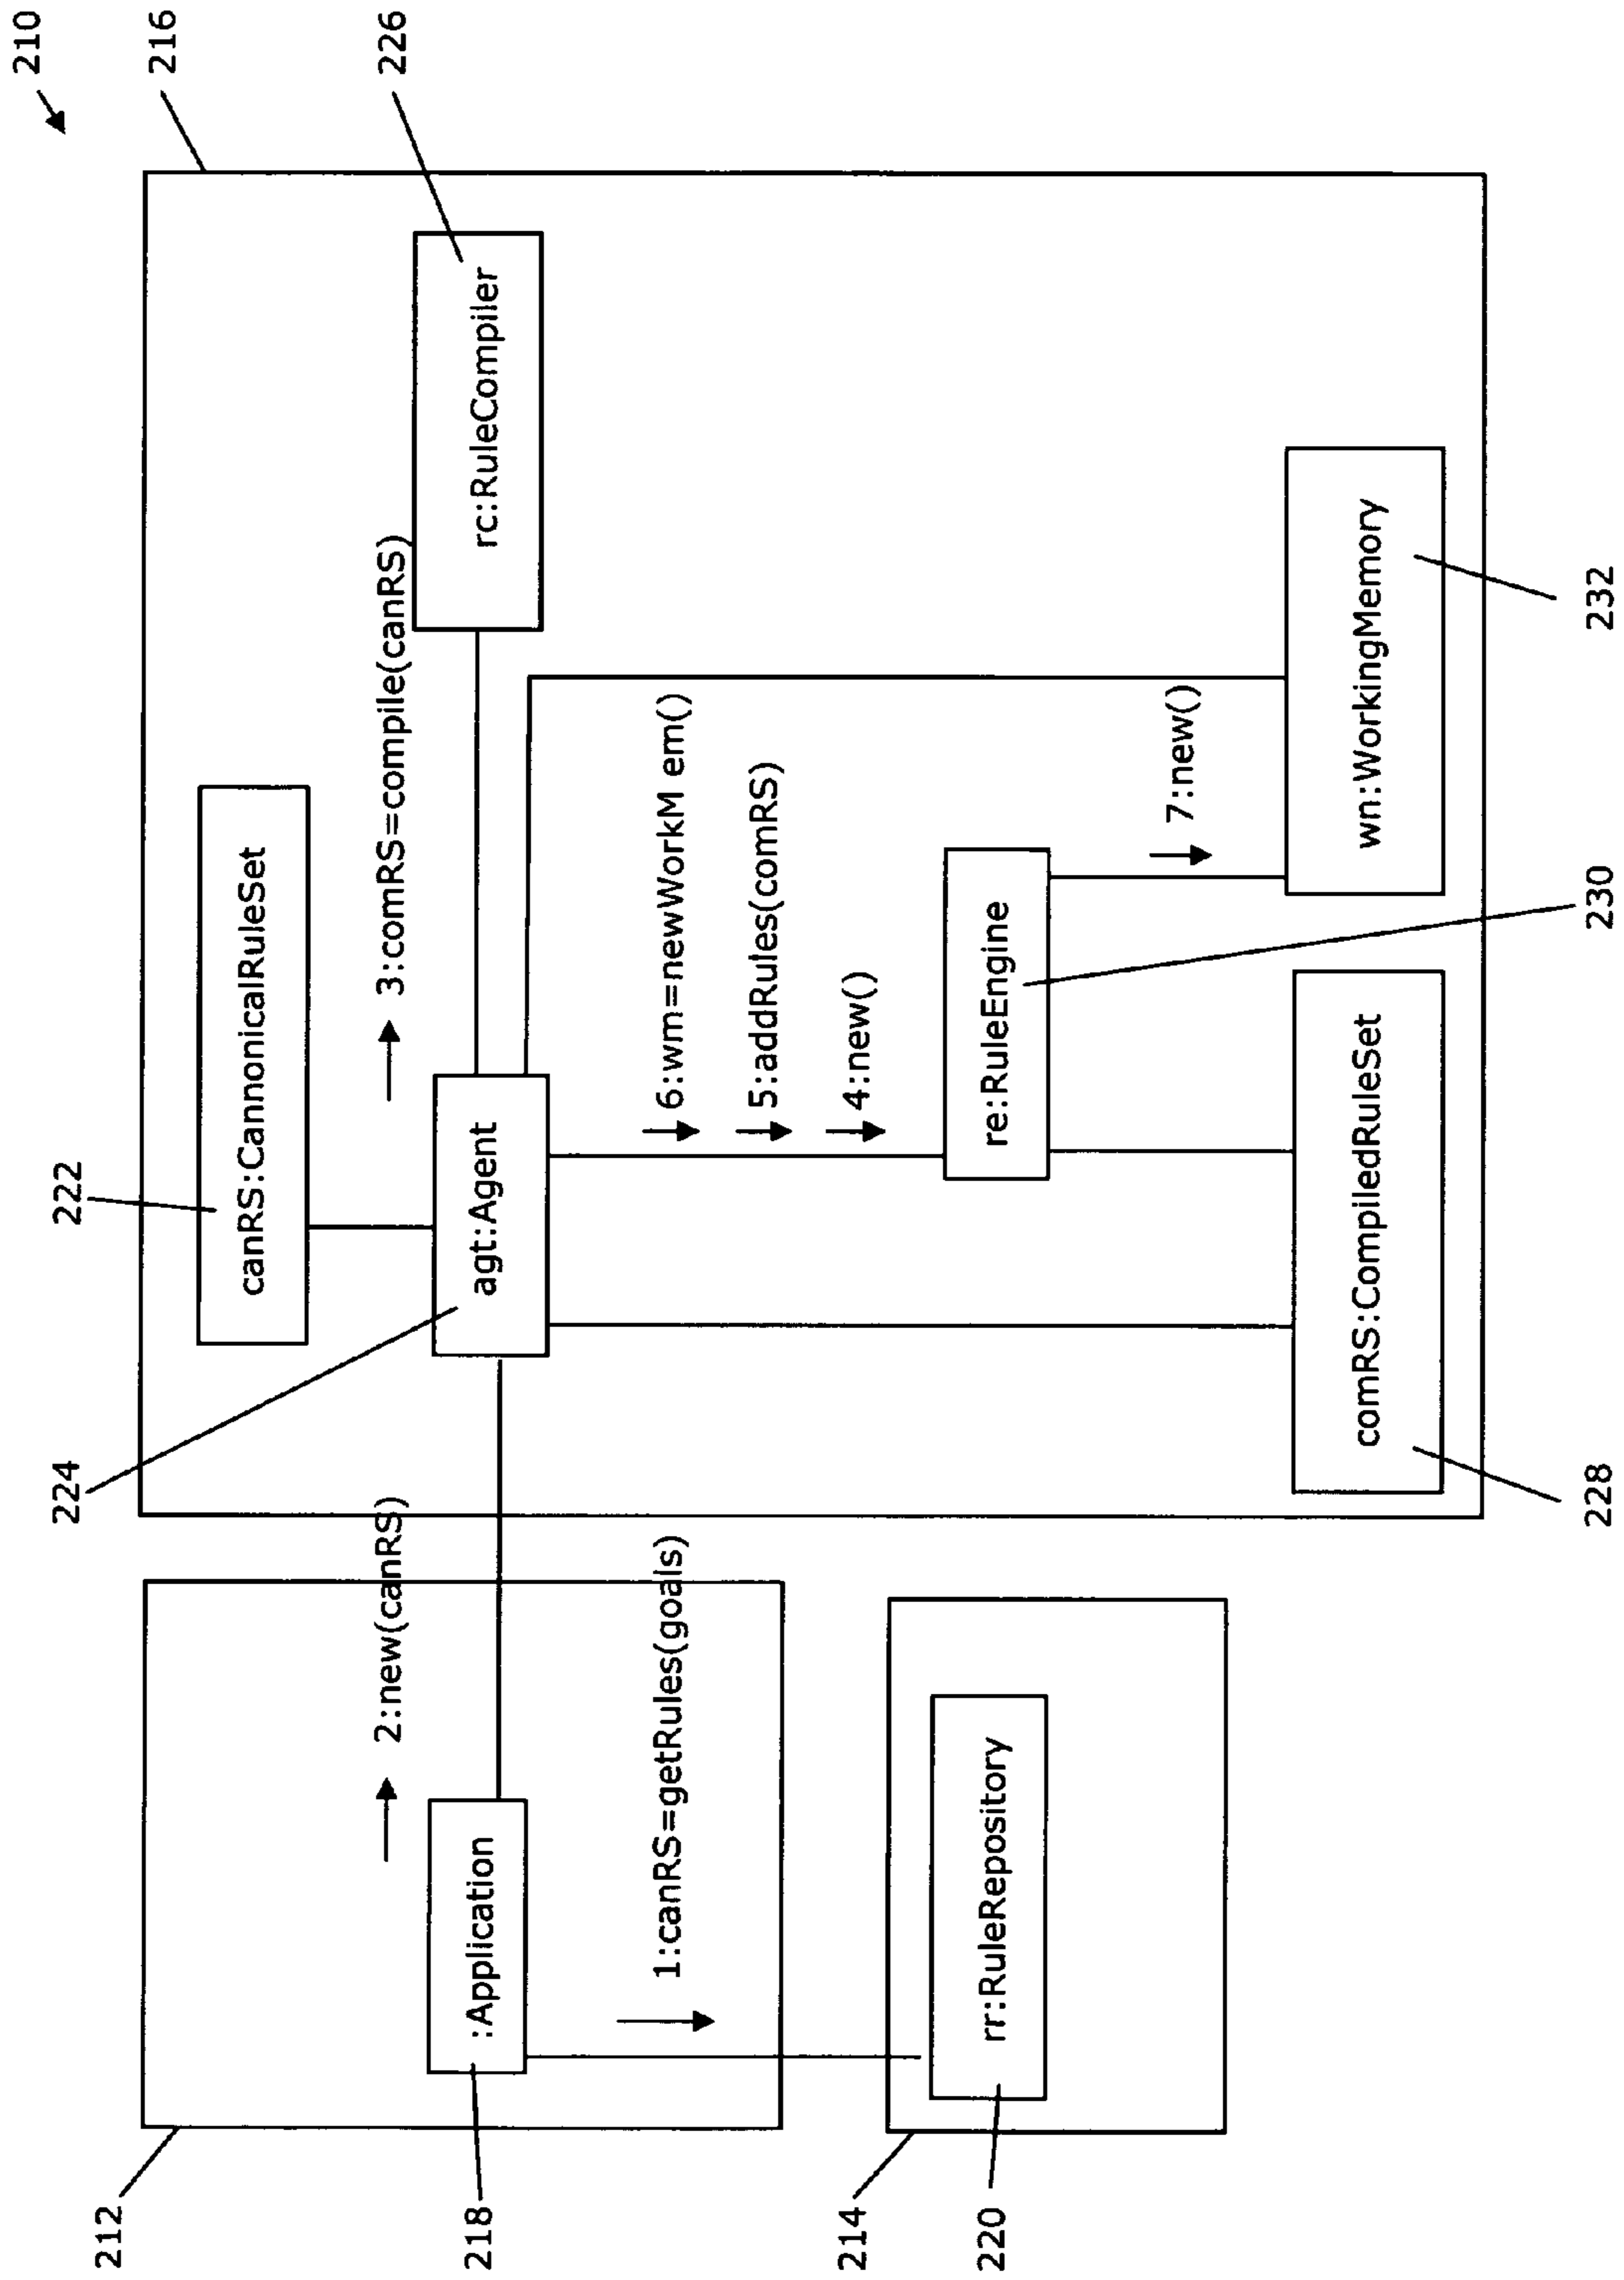 210
216
226
222
224
canRS:CannonicalRuleSet
3:comRS=compile(canRS)
rc:RuleCompiler
agt:Agent
6:wm=newWorkM em()
5:addRules(comRS)
4:new()
re:RuleEngine
7:new()
wn:WorkingMemory
comRS:CompiledRuleSet
232
230
228
212
2:new(canRS)
:Application
218
1:canRS=getRules(goals)
214
rr:RuleRepository
220